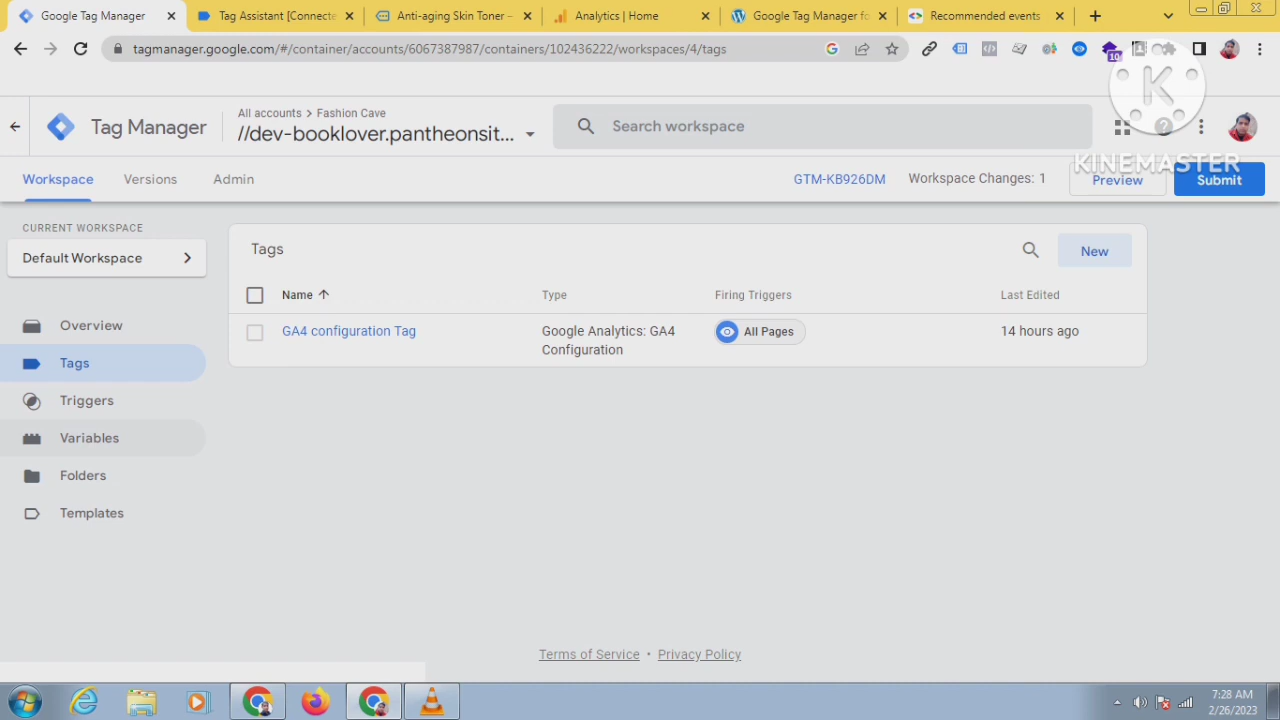 Google Tag Manager
Tag Assistant [Connecte
Anti-aging Skin Toner –
Analytics | Home
Google Tag Manager fo
Recommended events
tagmanager.google.com/#/container/accounts/6067387987/containers/102436222/workspaces/4/tags
10
All accounts > Fashion Cave
Tag Manager
//dev-booklover.pantheonsit...
Search workspace
K
KINEMASTER
Workspace
Versions
Admin
GTM-KB926DM
Workspace Changes: 1
Preview
Submit
CURRENT WORKSPACE
Default Workspace
Overview
Tags
Triggers
Variables
Folders
Templates
Tags
New
Name
Type
Firing Triggers
Last Edited
GA4 configuration Tag
Google Analytics: GA4
Configuration
All Pages
14 hours ago
Terms of Service • Privacy Policy
7:28 AM
2/26/2023